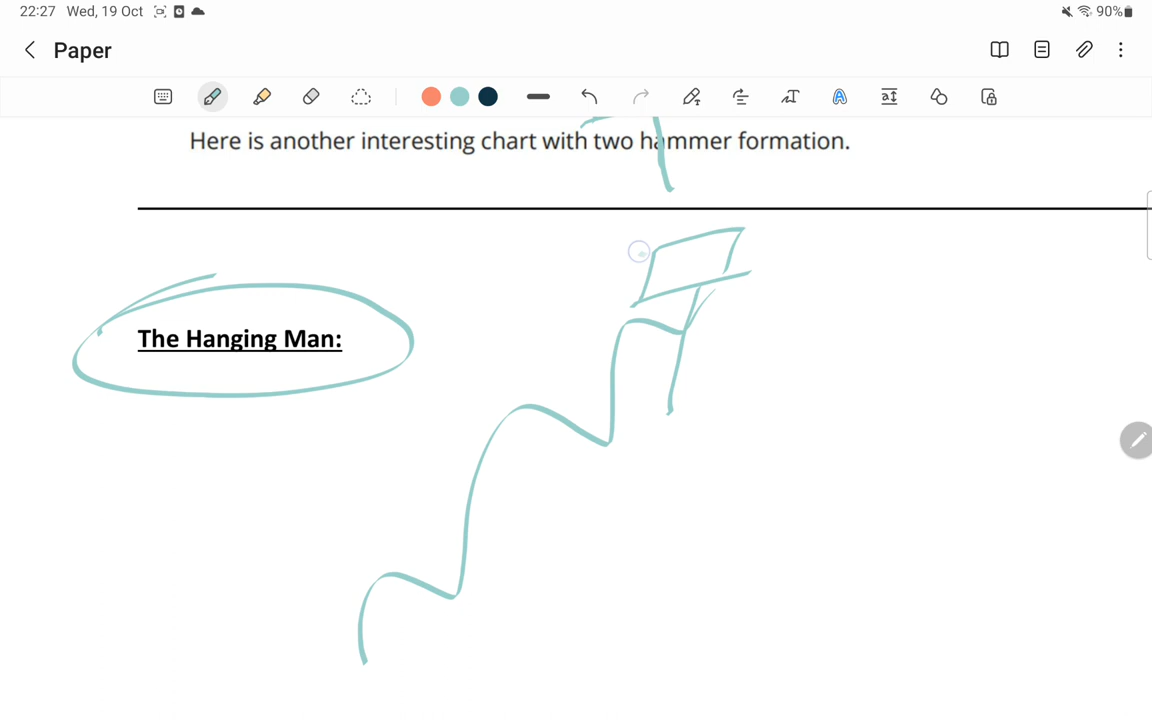 22:27 Wed, 19 Oct 90%
Paper
Here is another interesting chart with two hammer formation.
The Hanging Man: